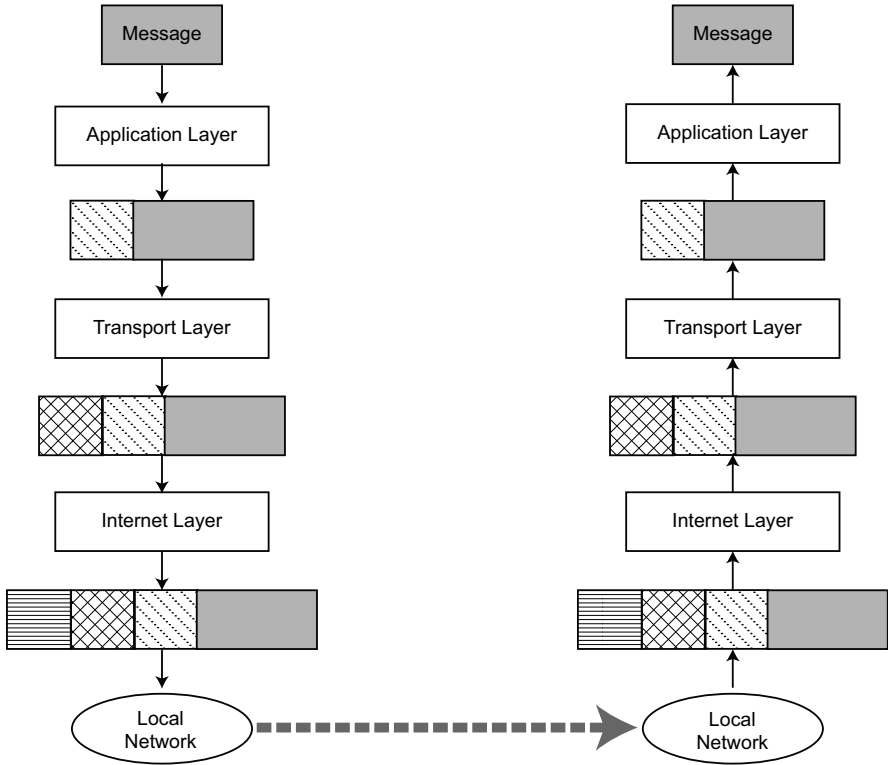 Message
Application Layer
Transport Layer
Internet Layer
Local
Network
Message
Application Layer
Transport Layer
Internet Layer
Local
Network